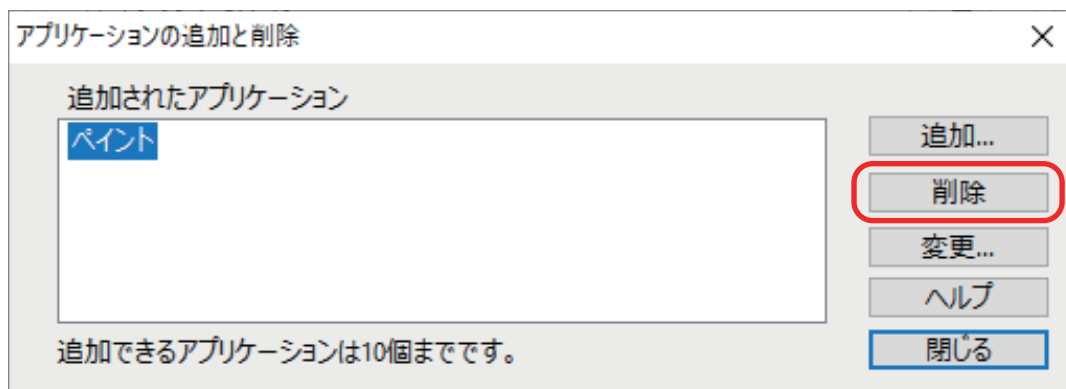 アプリケーションの追加と削除
追加されたアプリケーション
ペイント
追加...
削除
変更...
ヘルプ
閉じる
追加できるアプリケーションは10個までです。